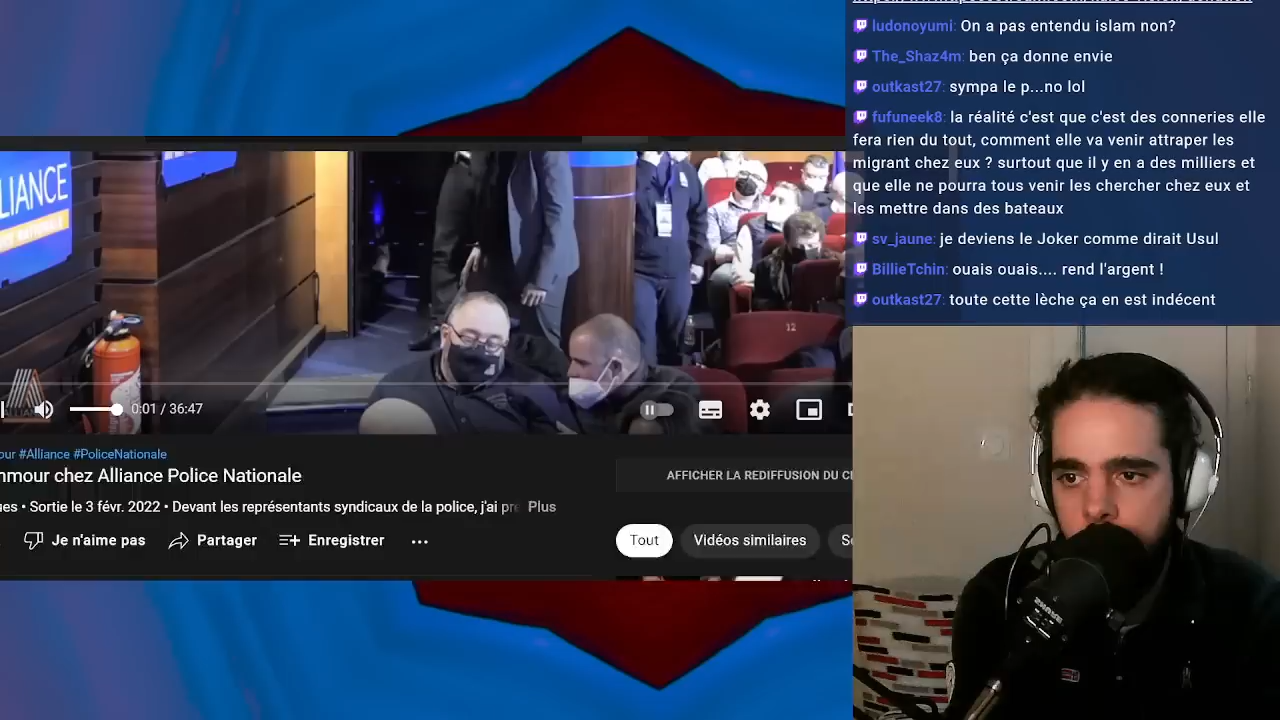 ludonoyumi: On a pas entendu islam non?
The_Shaz4m: ben ça donne envie
outkast27: sympa le p...no lol
fufuneek8: la réalité c'est que c'est des conneries elle
fera rien du tout, comment elle va venir attraper les
migrant chez eux ? surtout que il y en a des milliers et
que elle ne pourra tous venir les chercher chez eux et
les mettre dans des bateaux
sv_jaune: je deviens le Joker comme dirait Usul
BillieTchin: ouais ouais.... rend l'argent !
outkast27: toute cette lèche ça en est indécent
LIANCE
12
0:01 / 36:47
our #Alliance #PoliceNationale
nmour chez Alliance Police Nationale
ues • Sortie le 3 févr. 2022 • Devant les représentants syndicaux de la police, j'ai pr Plus
Je n'aime pas Partager Enregistrer ...
AFFICHER LA REDIFFUSION DU C
Tout Vidéos similaires S